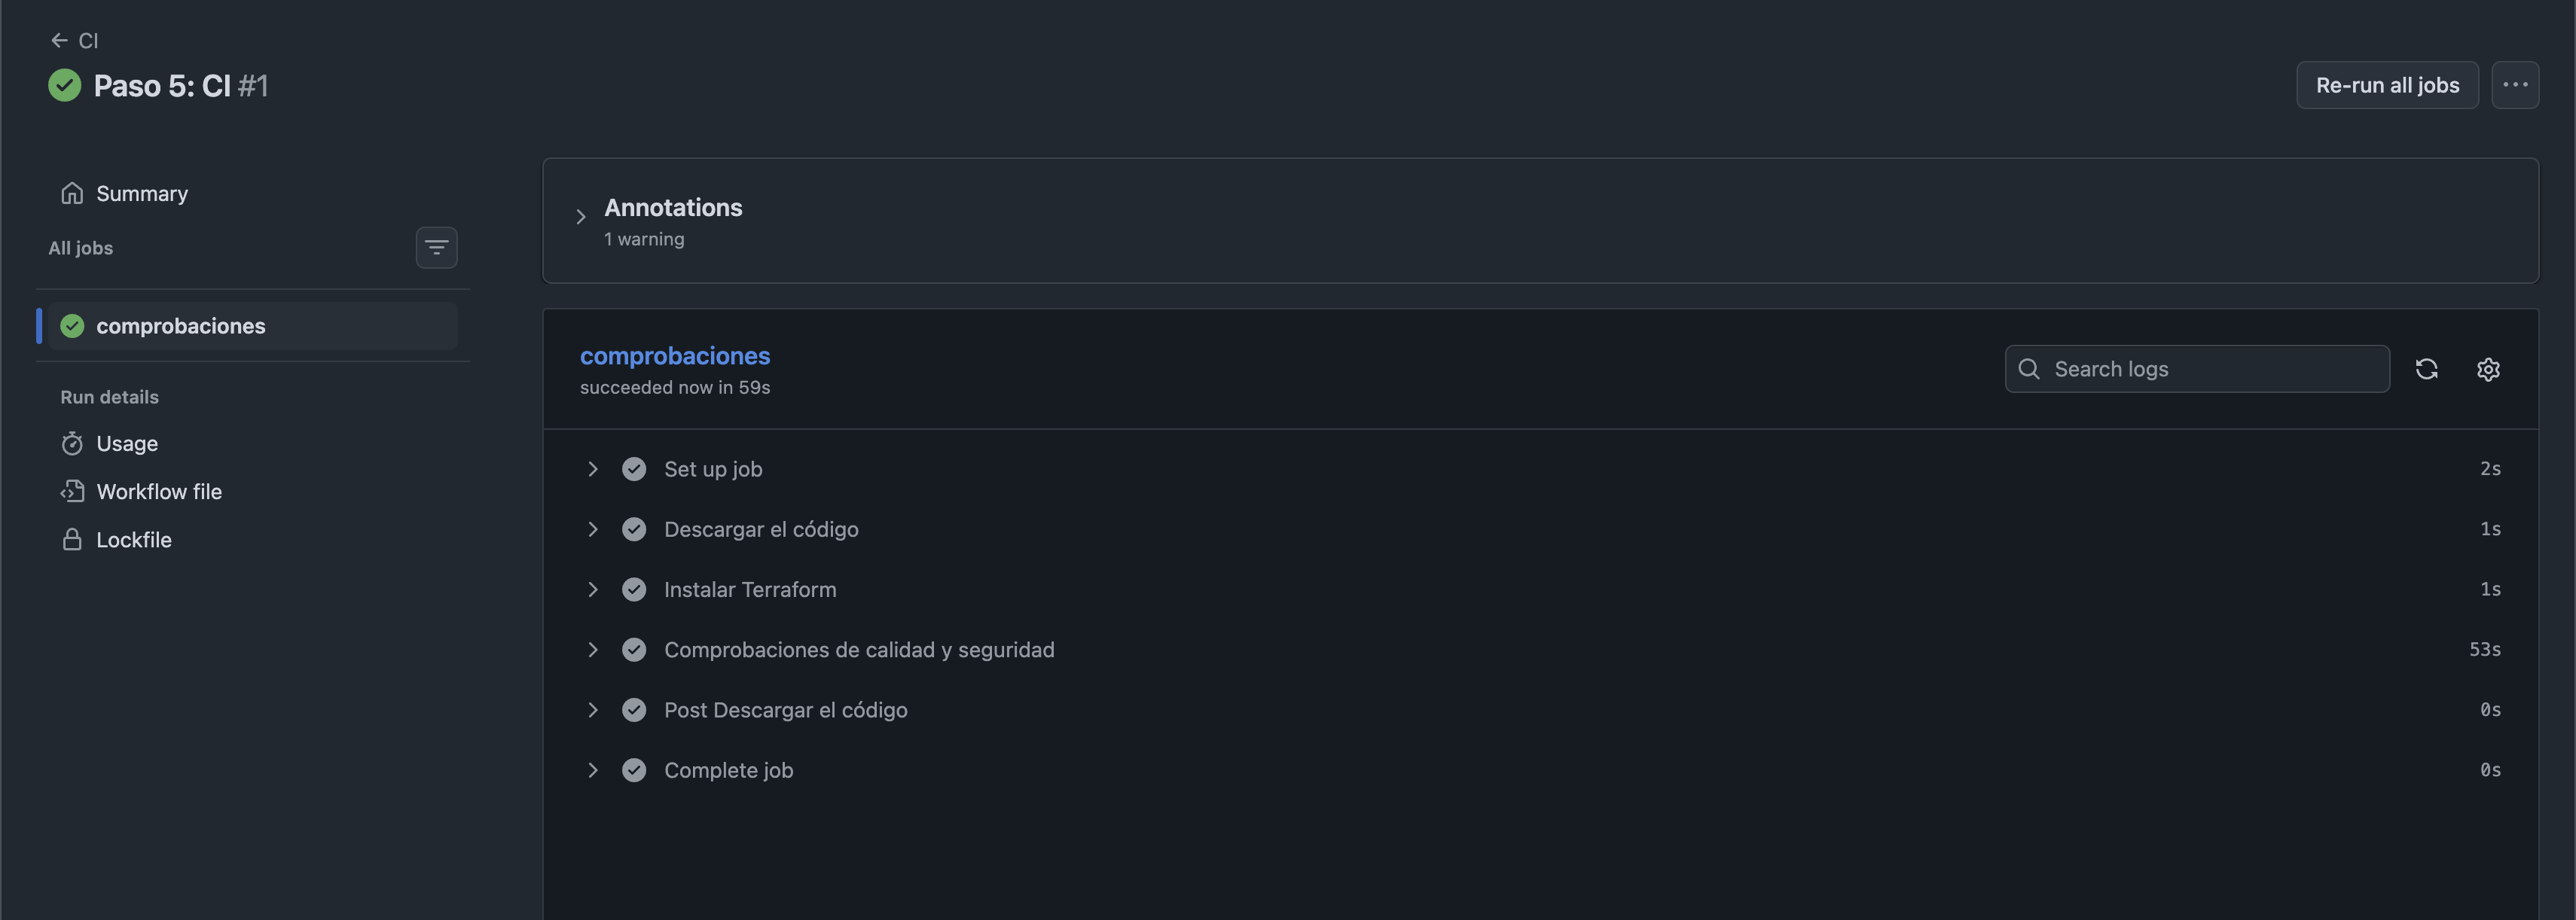 CI
Paso 5: CI #1
Re-run all jobs
Summary
All jobs
comprobaciones
Run details
Usage
Workflow file
Lockfile
Annotations
1 warning
comprobaciones
succeeded now in 59s
Search logs
Set up job 2s
Descargar el código 1s
Instalar Terraform 1s
Comprobaciones de calidad y seguridad 53s
Post Descargar el código 0s
Complete job 0s